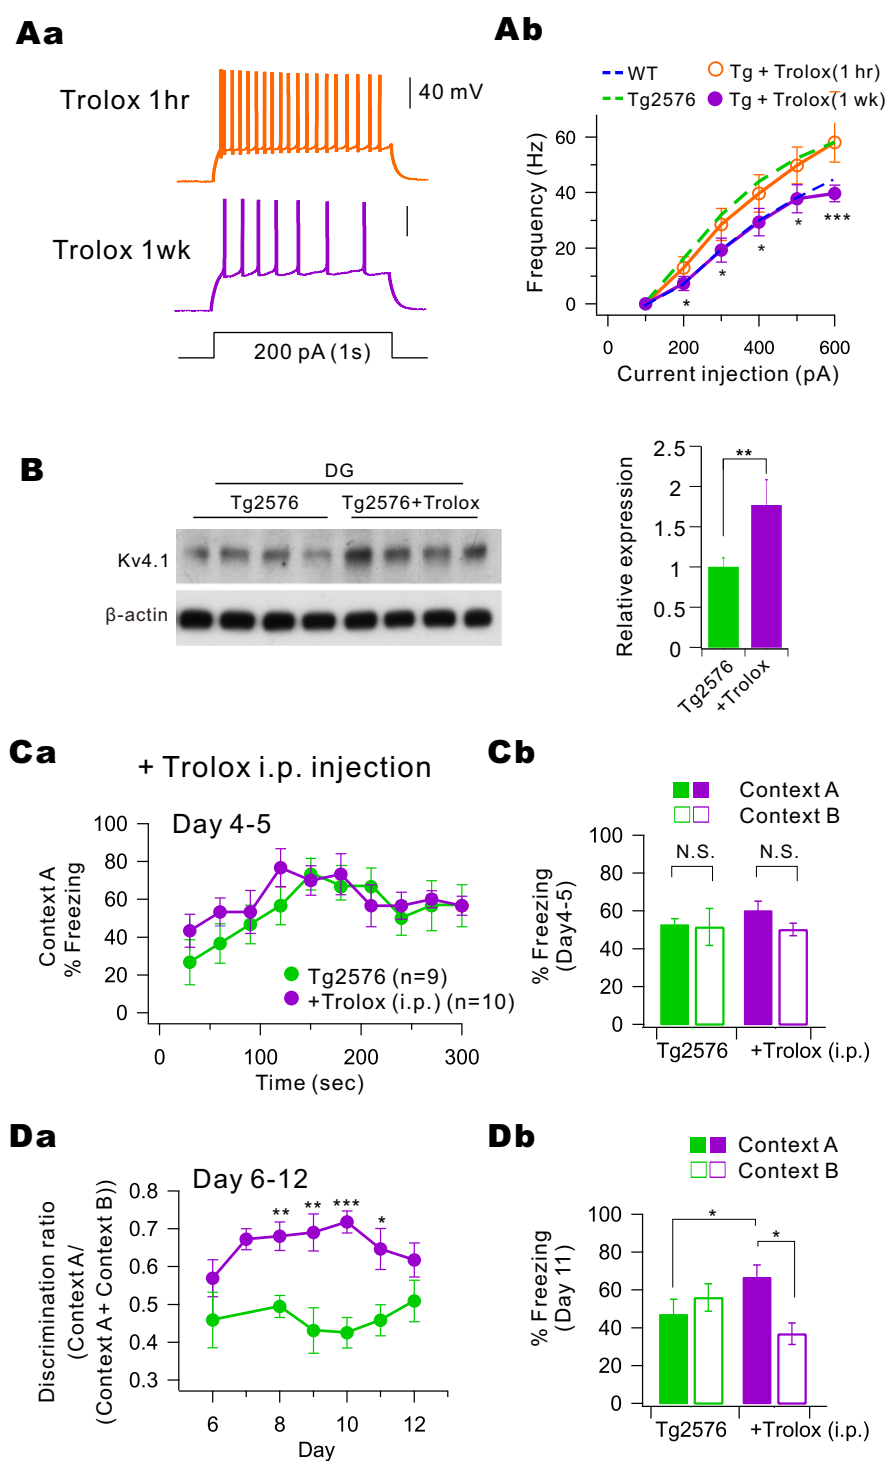 Aa
Trolox 1hr
40 mV
Trolox 1wk
200 pA (1s)
Ab
WT
Tg + Trolox(1 hr)
Tg2576
Tg + Trolox(1 wk)
Frequency (Hz)
60
40
20
0
*
*
*
*
***
0
200
400
600
Current injection (pA)
B
DG
Tg2576
Tg2576+Trolox
Kv4.1
β-actin
Relative expression
2.5
2
1.5
1
0.5
0
**
Tg2576
+Trolox
Ca
+ Trolox i.p. injection
Day 4-5
Context A
% Freezing
100
80
60
40
20
0
Tg2576 (n=9)
+Trolox (i.p.) (n=10)
0
100
200
300
Time (sec)
Cb
Context A
Context B
% Freezing
(Day4-5)
100
80
60
40
20
0
N.S.
N.S.
Tg2576
+Trolox (i.p.)
Da
Day 6-12
Discrimination ratio
(Context A/
(Context A+ Context B))
0.8
0.7
0.6
0.5
0.4
0.3
**
**
***
*
6
8
10
12
Day
Db
Context A
Context B
% Freezing
(Day 11)
100
80
60
40
20
0
*
*
Tg2576
+Trolox (i.p.)